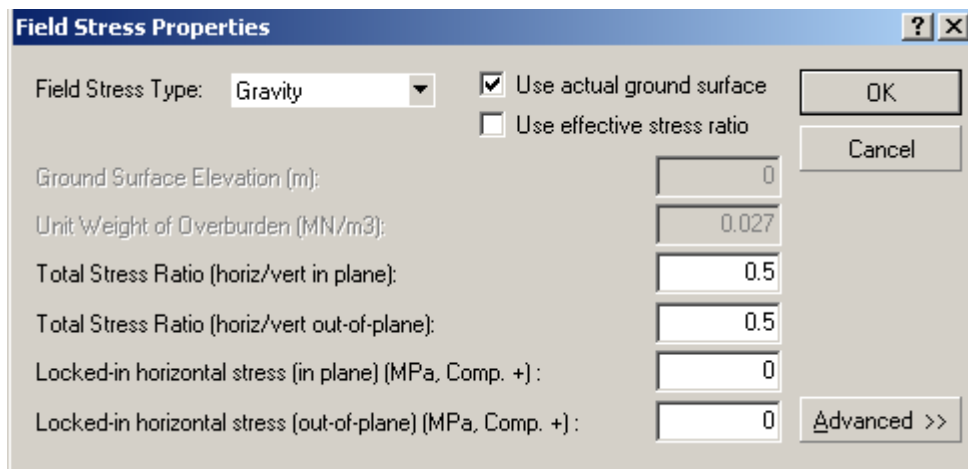 Field Stress Properties
Field Stress Type: Gravity
Use actual ground surface
OK
Use effective stress ratio
Cancel
Ground Surface Elevation (m): 0
Unit Weight of Overburden (MN/m3): 0.027
Total Stress Ratio (horiz/vert in plane): 0.5
Total Stress Ratio (horiz/vert out-of-plane): 0.5
Locked-in horizontal stress (in plane) (MPa, Comp. +) : 0
Locked-in horizontal stress (out-of-plane) (MPa, Comp. +) : 0
Advanced >>